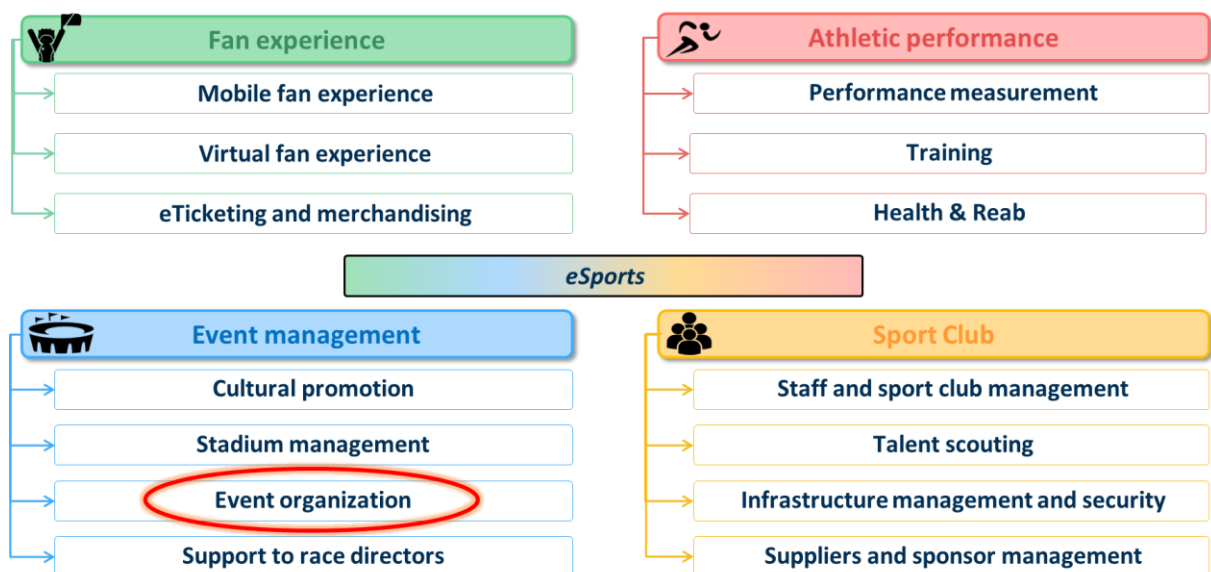 Fan experience
Mobile fan experience
Virtual fan experience
eTicketing and merchandising
Athletic performance
Performance measurement
Training
Health & Reab
eSports
Event management
Cultural promotion
Stadium management
Event organization
Support to race directors
Sport Club
Staff and sport club management
Talent scouting
Infrastructure management and security
Suppliers and sponsor management